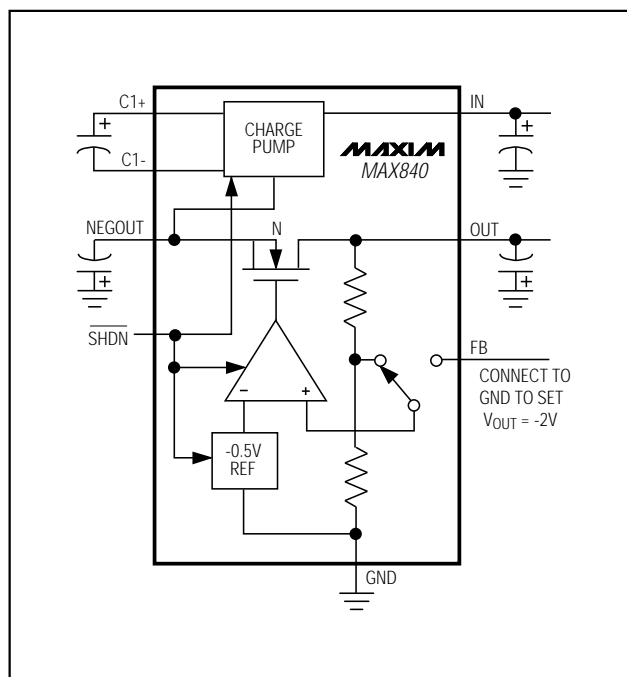 C1+
IN
CHARGE
PUMP
+
+
MAXIM
MAX840
C1-
NEGOUT
N
OUT
+
+
SHDN
FB
CONNECT TO
GND TO SET
VOUT = -2V
–
+
-0.5V
REF
GND